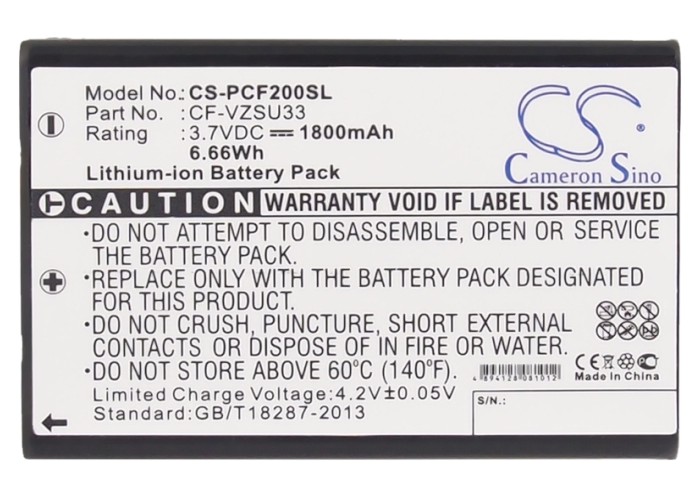 Model No.: CS-PCF200SL
Part No.: CF-VZSU33
Rating: 3.7VDC 1800mAh
6.66Wh
Lithium-ion Battery Pack
CS
Cameron Sino
CAUTION WARRANTY VOID IF LABEL IS REMOVED
•DO NOT ATTEMPT TO DISASSEMBLE, OPEN OR SERVICE
THE BATTERY PACK.
•REPLACE ONLY WITH THE BATTERY PACK DESIGNATED
FOR THIS UNIT.
•DO NOT CRUSH, PUNCTURE, SHORT EXTERNAL
CONTACTS OR DISPOSE OF IN FIRE OR WATER.
•DO NOT STORE ABOVE 60°C (140°F).
Limited Charge Voltage: 4.2V±0.05V
Standard: GB/T18287-2013
4894128081012
CE
Made In China
S/N.: